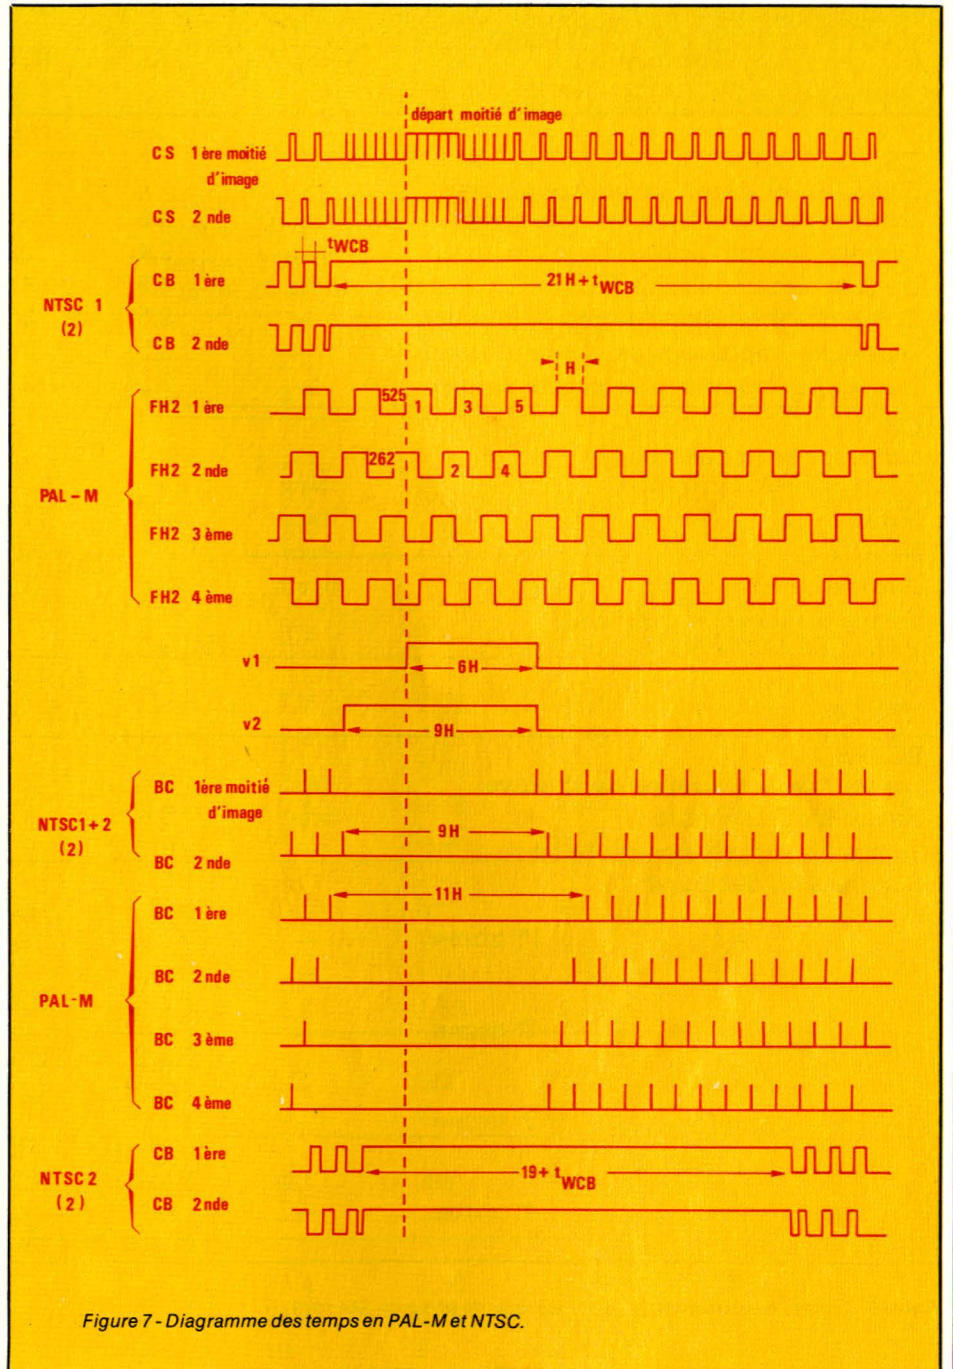 départ moitié d'image
CS 1ère moitié
d'image
CS 2nde
tWCB
NTSC 1
(2)
CB 1ère
21H+tWCB
CB 2nde
H
PAL-M
FH2 1ère
525 1 3 5
FH2 2nde
262 2 4
FH2 3ème
FH2 4ème
v1
6H
v2
9H
NTSC1+2
(2)
BC 1ère moitié
d'image
9H
BC 2nde
PAL-M
11H
BC 1ère
BC 2nde
BC 3ème
BC 4ème
NTSC2
(2)
CB 1ère
19+tWCB
CB 2nde
Figure 7 - Diagramme des temps en PAL-M et NTSC.